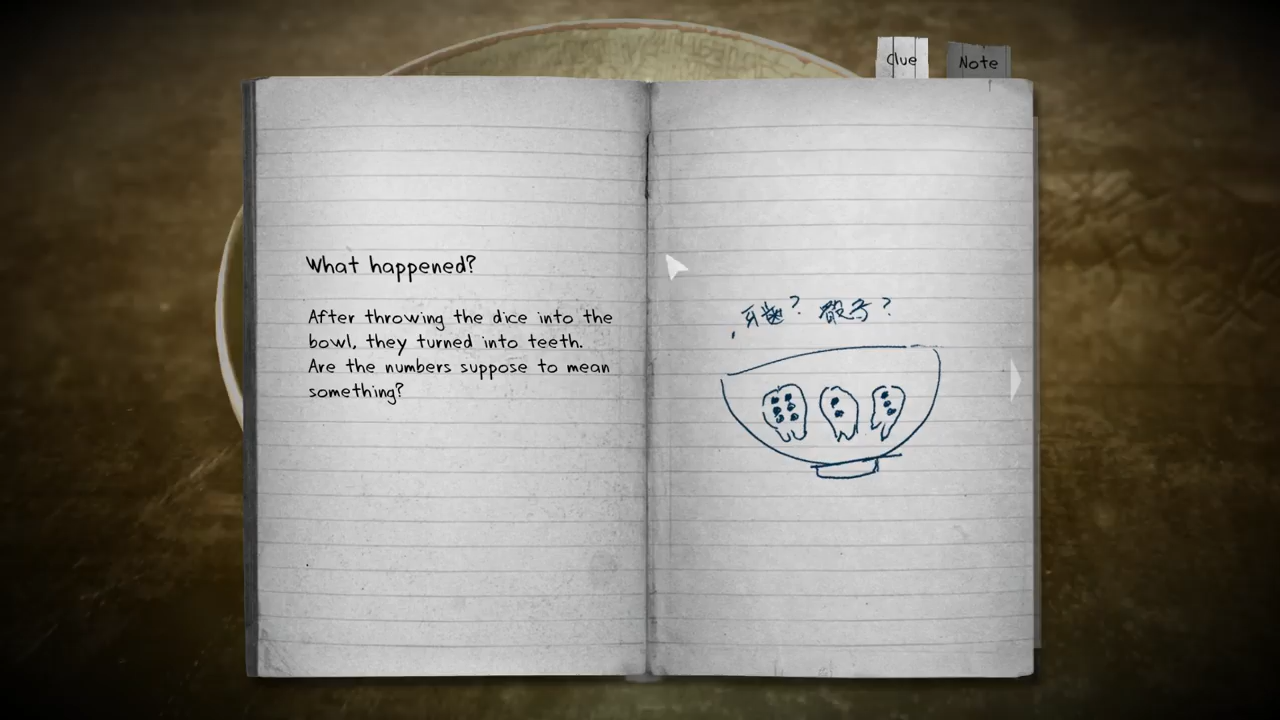 Clue
Note
What happened?
After throwing the dice into the
bowl, they turned into teeth.
Are the numbers suppose to mean
something?
牙齒? 骰子?